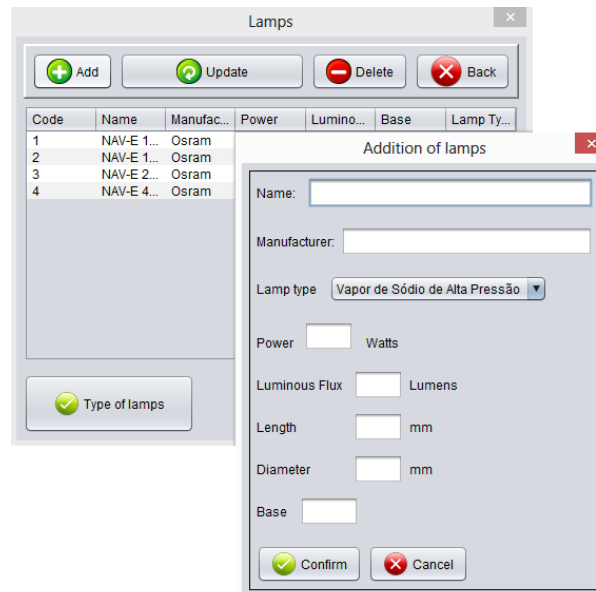 Lamps
Add Update Delete Back
Code Name Manufac... Power Lumino... Base Lamp Ty...
1 NAV-E 1... Osram
2 NAV-E 1... Osram
3 NAV-E 2... Osram
4 NAV-E 4... Osram
Type of lamps
Addition of lamps
Name:
Manufacturer:
Lamp type Vapor de Sódio de Alta Pressão
Power Watts
Luminous Flux Lumens
Length mm
Diameter mm
Base
Confirm Cancel